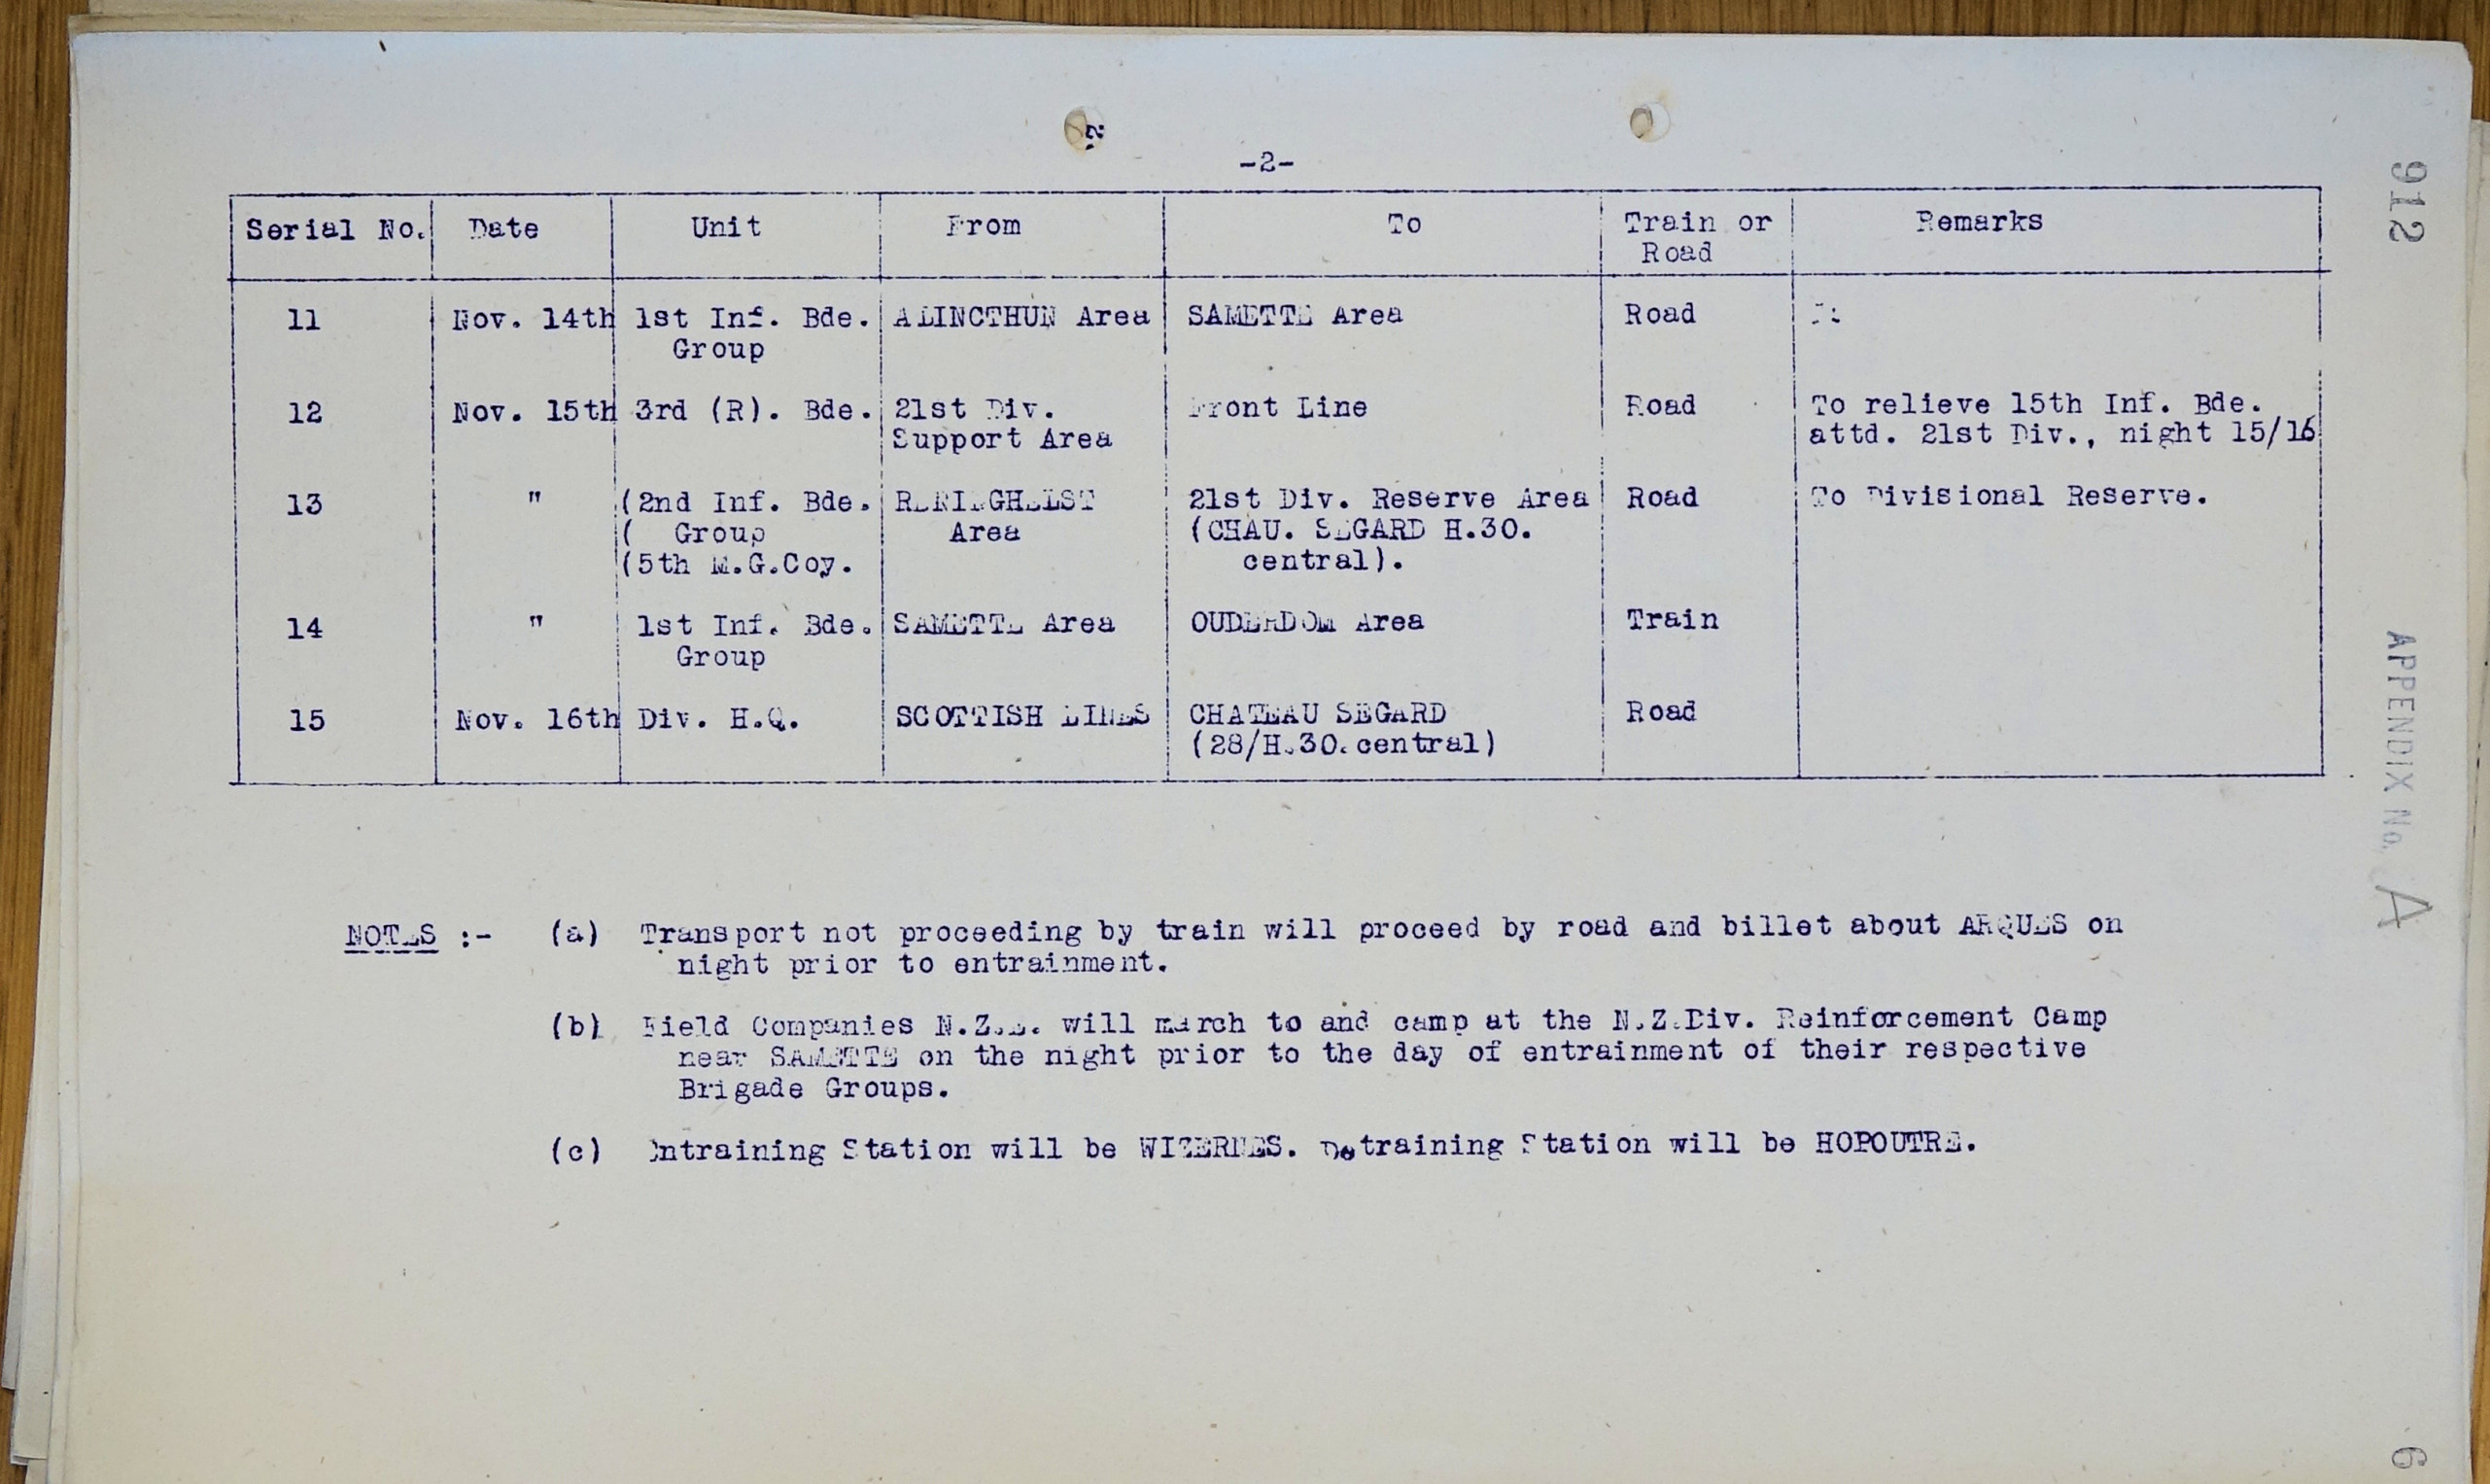 -2-
Serial No. Date Unit From To Train or Road Remarks
11 Nov. 14th 1st Inf. Bde. Group ALINCTHUN Area SAMETTE Area Road
12 Nov. 15th 3rd (R). Bde. 21st Div. Support Area Front Line Road To relieve 15th Inf. Bde. attd. 21st Div., night 15/16
13 " (2nd Inf. Bde. ( Group (5th M.G.Coy. RENINGHELST Area 21st Div. Reserve Area (CHAU. SEGARD H.30. central). Road To Divisional Reserve.
14 " 1st Inf. Bde. Group SAMETTE Area OUDERDOM Area Train
15 Nov. 16th Div. H.Q. SCOTTISH LINES CHATEAU SEGARD (28/H.30.central) Road
NOTES :- (a) Transport not proceeding by train will proceed by road and billet about ARQUES on
night prior to entrainment.
(b) Field Companies N.Z.E. will march to and camp at the N.Z.Div. Reinforcement Camp
near SAMETTE on the night prior to the day of entrainment of their respective
Brigade Groups.
(c) Entraining Station will be WIZERNES. Detraining Station will be HOPOUTRE.
912
APPENDIX No. A
6